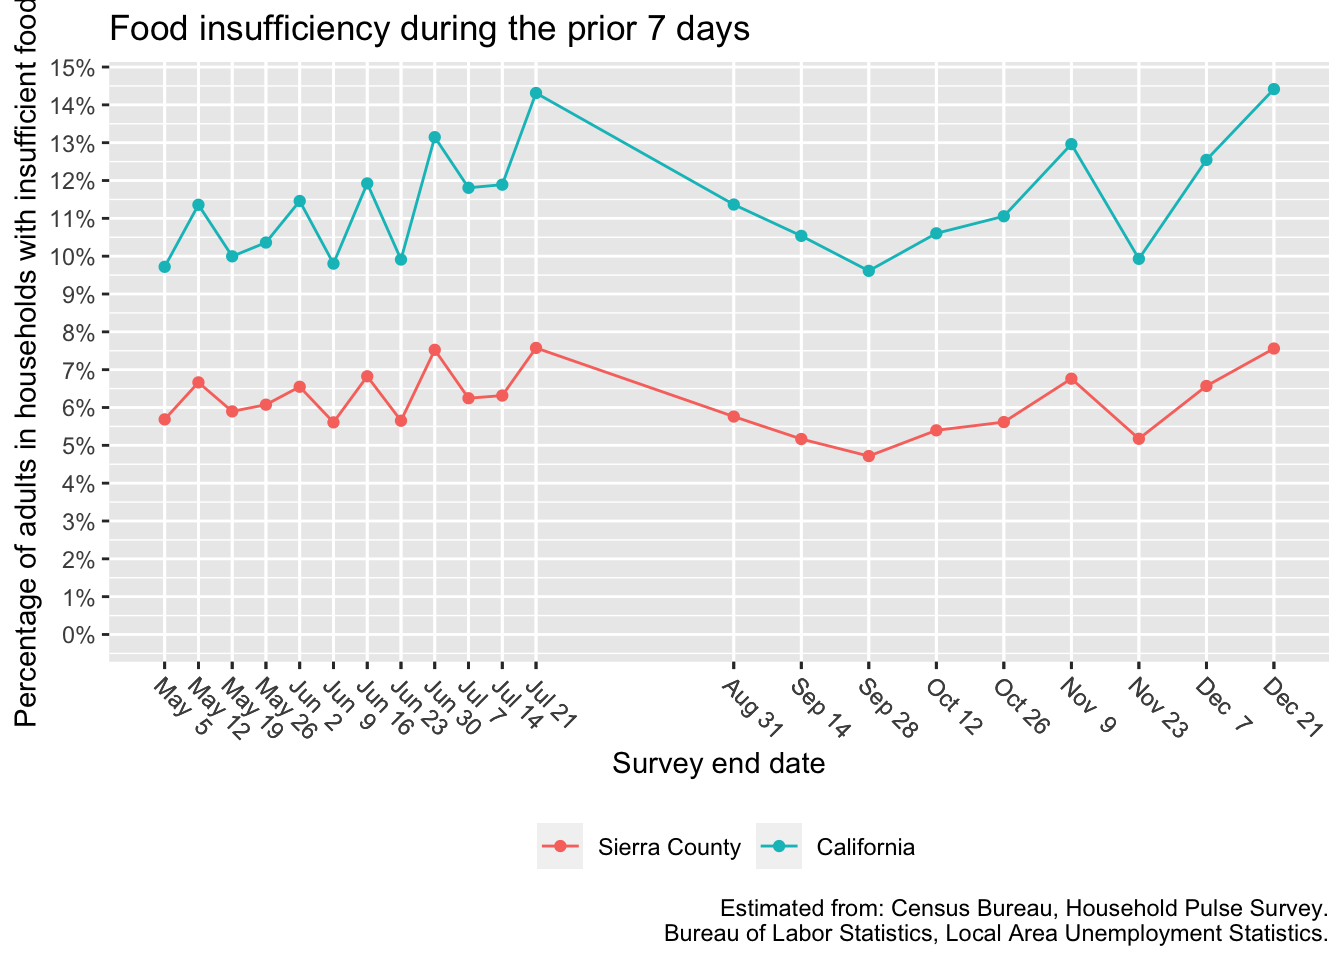 Food insufficiency during the prior 7 days
Percentage of adults in households with insufficient food
15%
14%
13%
12%
11%
10%
9%
8%
7%
6%
5%
4%
3%
2%
1%
0%
May 5
May 12
May 19
May 26
Jun 2
Jun 9
Jun 16
Jun 23
Jun 30
Jul 7
Jul 14
Jul 21
Aug 31
Sep 14
Sep 28
Oct 12
Oct 26
Nov 9
Nov 23
Dec 7
Dec 21
Survey end date
Sierra County
California
Estimated from: Census Bureau, Household Pulse Survey.
Bureau of Labor Statistics, Local Area Unemployment Statistics.